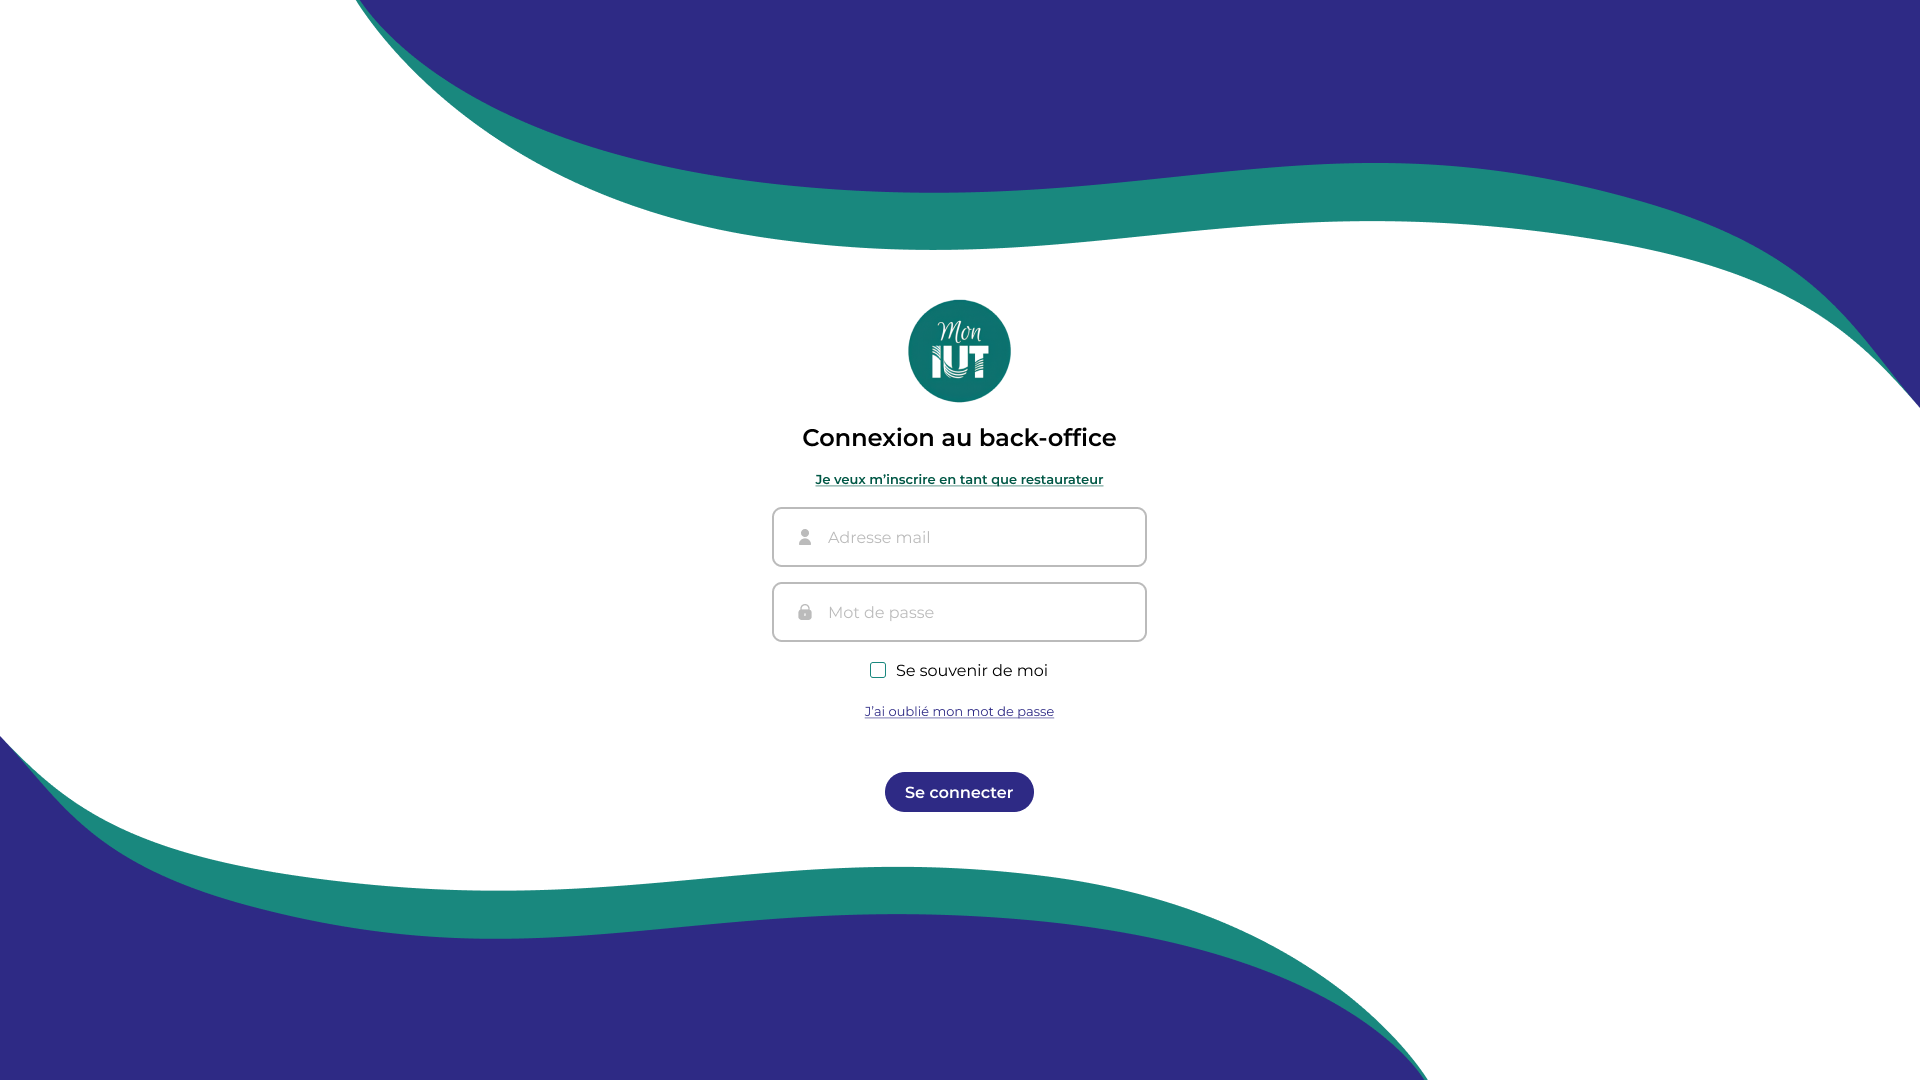 Mon
IUT
Connexion au back-office
Je veux m’inscrire en tant que restaurateur
Adresse mail
Mot de passe
Se souvenir de moi
J’ai oublié mon mot de passe
Se connecter